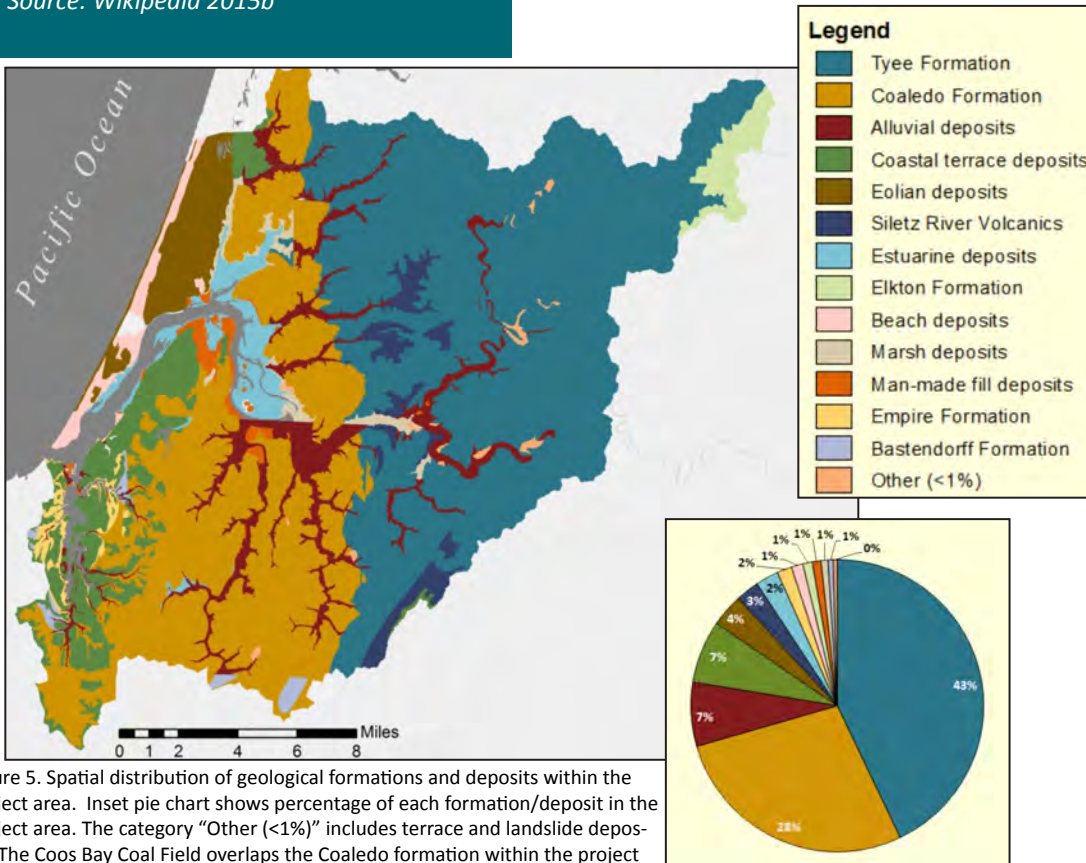 Source: Wikipedia 2015b
Pacific Ocean
Legend
Tyee Formation
Coaledo Formation
Alluvial deposits
Coastal terrace deposits
Eolian deposits
Siletz River Volcanics
Estuarine deposits
Elkton Formation
Beach deposits
Marsh deposits
Man-made fill deposits
Empire Formation
Bastendorff Formation
Other (<1%)
Miles
0 1 2 4 6 8
43%
28%
7%
7%
4%
3%
2%
2%
1%
1%
1%
1%
1%
0%
ure 5. Spatial distribution of geological formations and deposits within the
ject area. Inset pie chart shows percentage of each formation/deposit in the
ject area. The category "Other (<1%)" includes terrace and landslide depos-
The Coos Bay Coal Field overlaps the Coaledo formation within the project